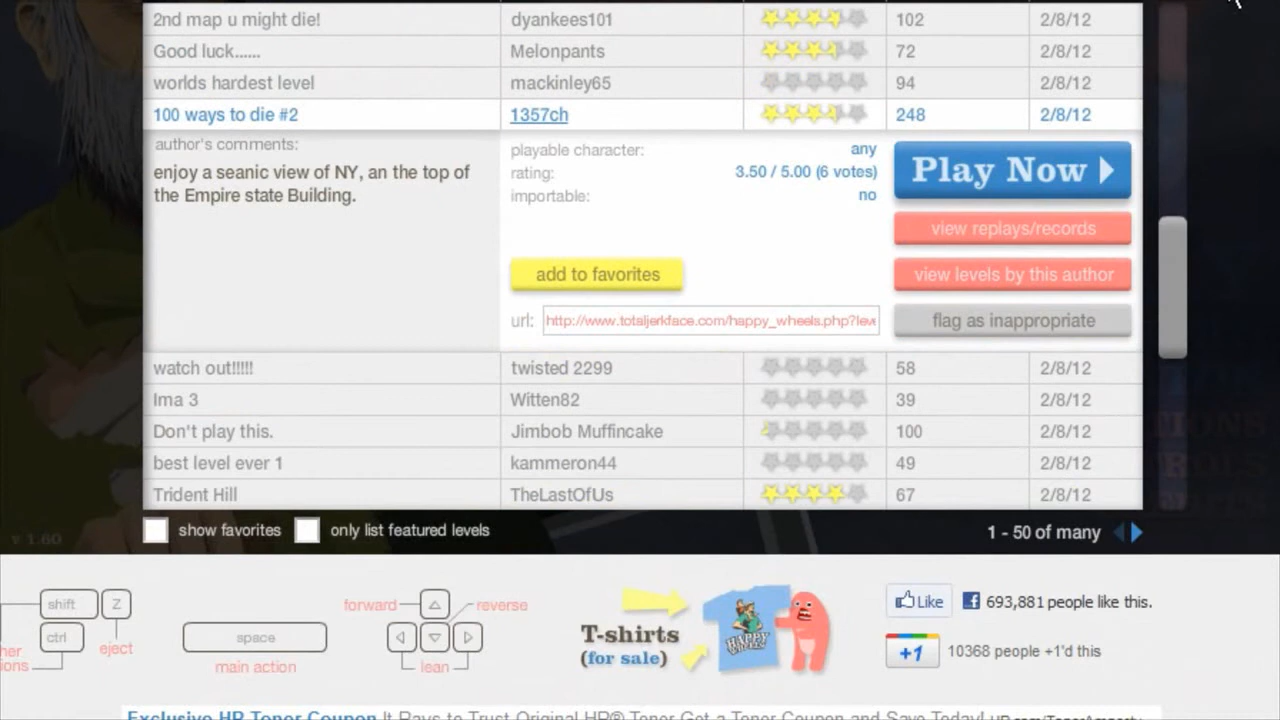 2nd map u might die! dyankees101 102 2/8/12
Good luck...... Melonpants 72 2/8/12
worlds hardest level mackinley65 94 2/8/12
100 ways to die #2 1357ch 248 2/8/12
author's comments:
enjoy a seanic view of NY, an the top of
the Empire state Building.
playable character: any
rating: 3.50 / 5.00 (6 votes)
importable: no
add to favorites
url: http://www.totaljerkface.com/happy_wheels.php?lev
Play Now
view replays/records
view levels by this author
flag as inappropriate
watch out!!!!! twisted 2299 58 2/8/12
Ima 3 Witten82 39 2/8/12
Don't play this. Jimbob Muffincake 100 2/8/12
best level ever 1 kammeron44 49 2/8/12
Trident Hill TheLastOfUs 67 2/8/12
show favorites only list featured levels 1 - 50 of many
v 1.60
shift Z
ctrl
eject
space
main action
forward reverse
lean
T-shirts
(for sale)
HAPPY
WHEELS
Like 693,881 people like this.
+1 10368 people +1'd this
Exclusive HP Toner Coupon It Pays to Trust Original HP® Toner Get a Toner Coupon and Save Today!